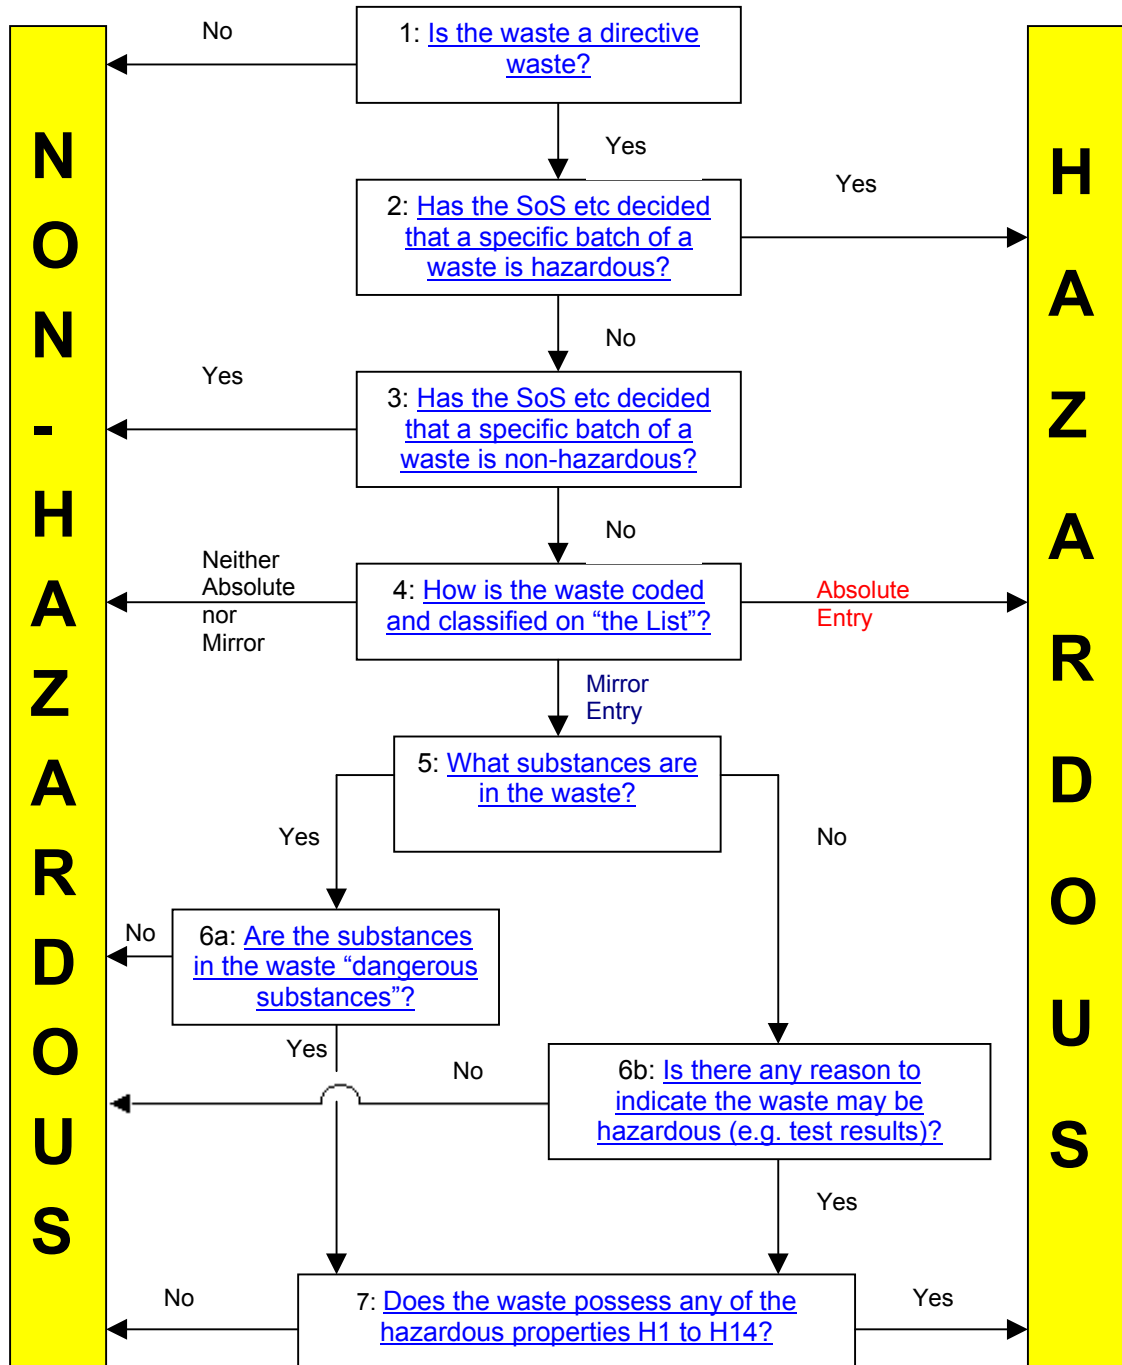 NON-HAZARDOUS
HAZARDOUS
No
1: Is the waste a directive
waste?
Yes
2: Has the SoS etc decided
that a specific batch of a
waste is hazardous?
Yes
No
Yes
3: Has the SoS etc decided
that a specific batch of a
waste is non-hazardous?
No
Neither
Absolute
nor
Mirror
4: How is the waste coded
and classified on “the List”?
Absolute
Entry
Mirror
Entry
5: What substances are
in the waste?
Yes
No
No
6a: Are the substances
in the waste “dangerous
substances”?
Yes
No
6b: Is there any reason to
indicate the waste may be
hazardous (e.g. test results)?
Yes
No
7: Does the waste possess any of the
hazardous properties H1 to H14?
Yes